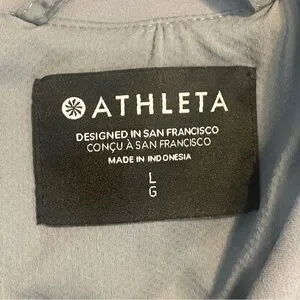 ATHLETA
DESIGNED IN SAN FRANCISCO
CONÇU À SAN FRANCISCO
MADE IN INDONESIA
L
G